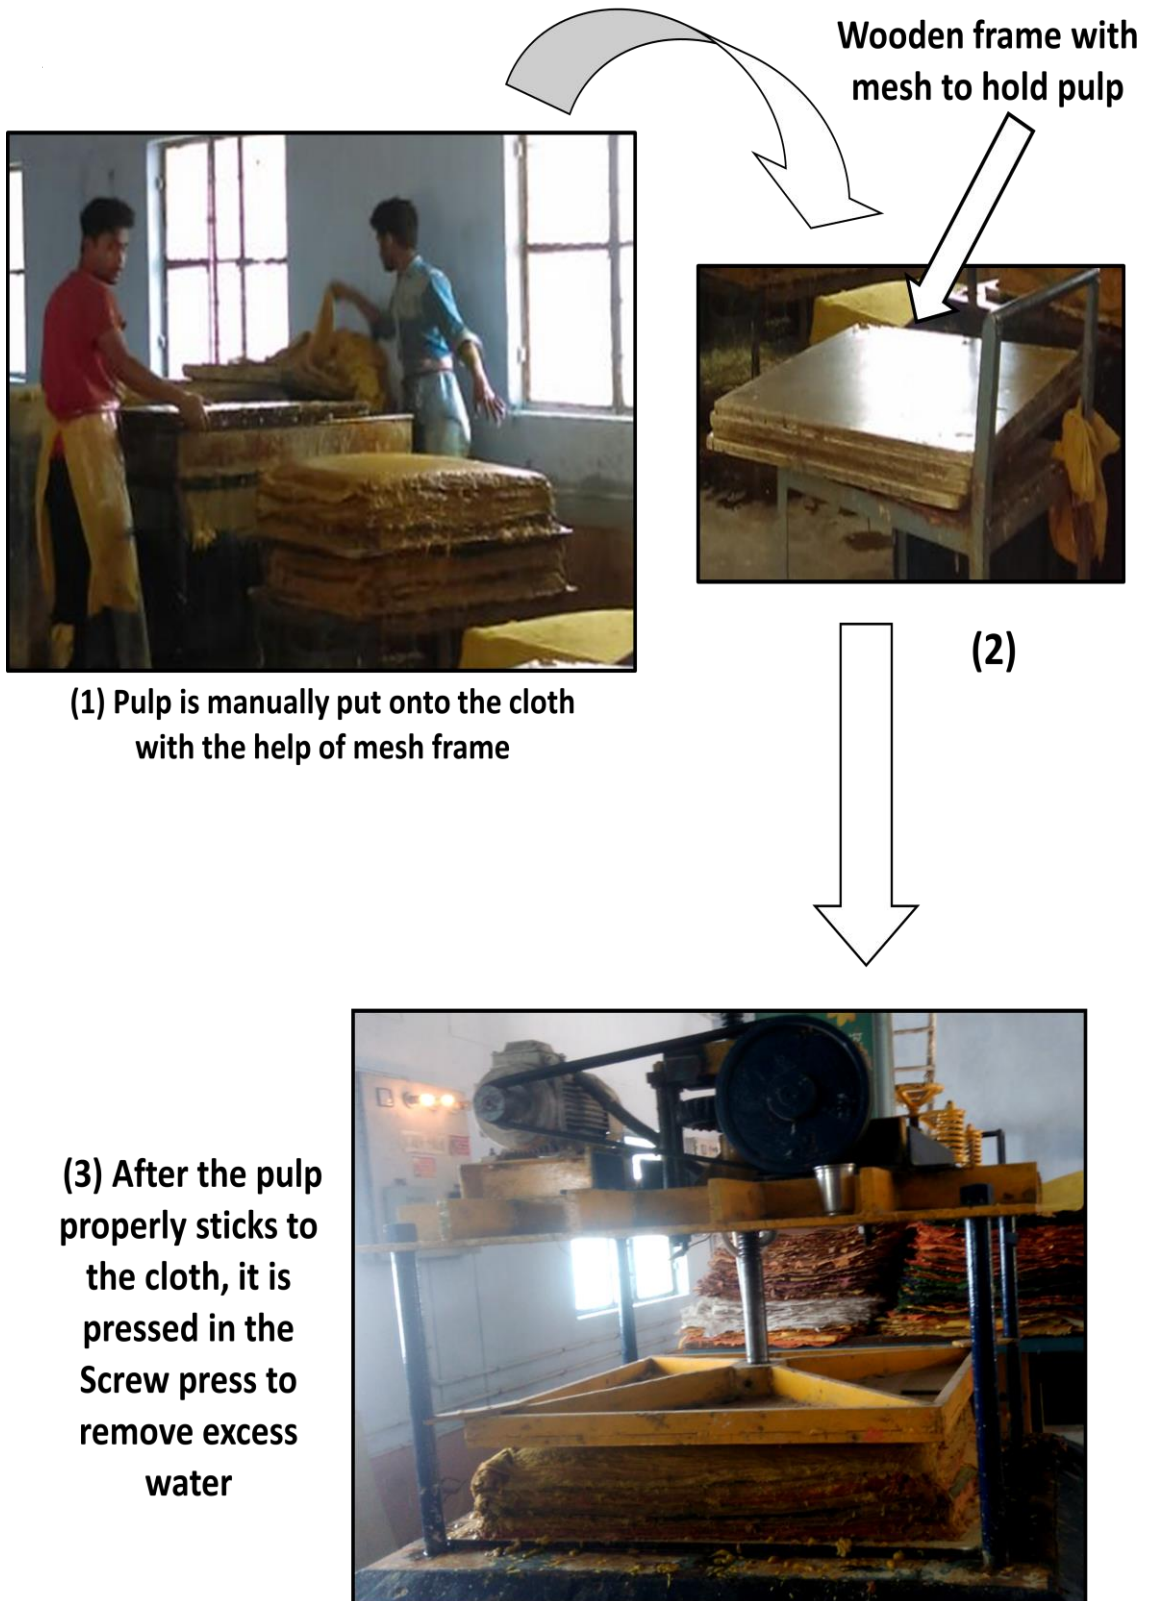 Wooden frame with
mesh to hold pulp
(1) Pulp is manually put onto the cloth
with the help of mesh frame
(2)
(3) After the pulp
properly sticks to
the cloth, it is
pressed in the
Screw press to
remove excess
water